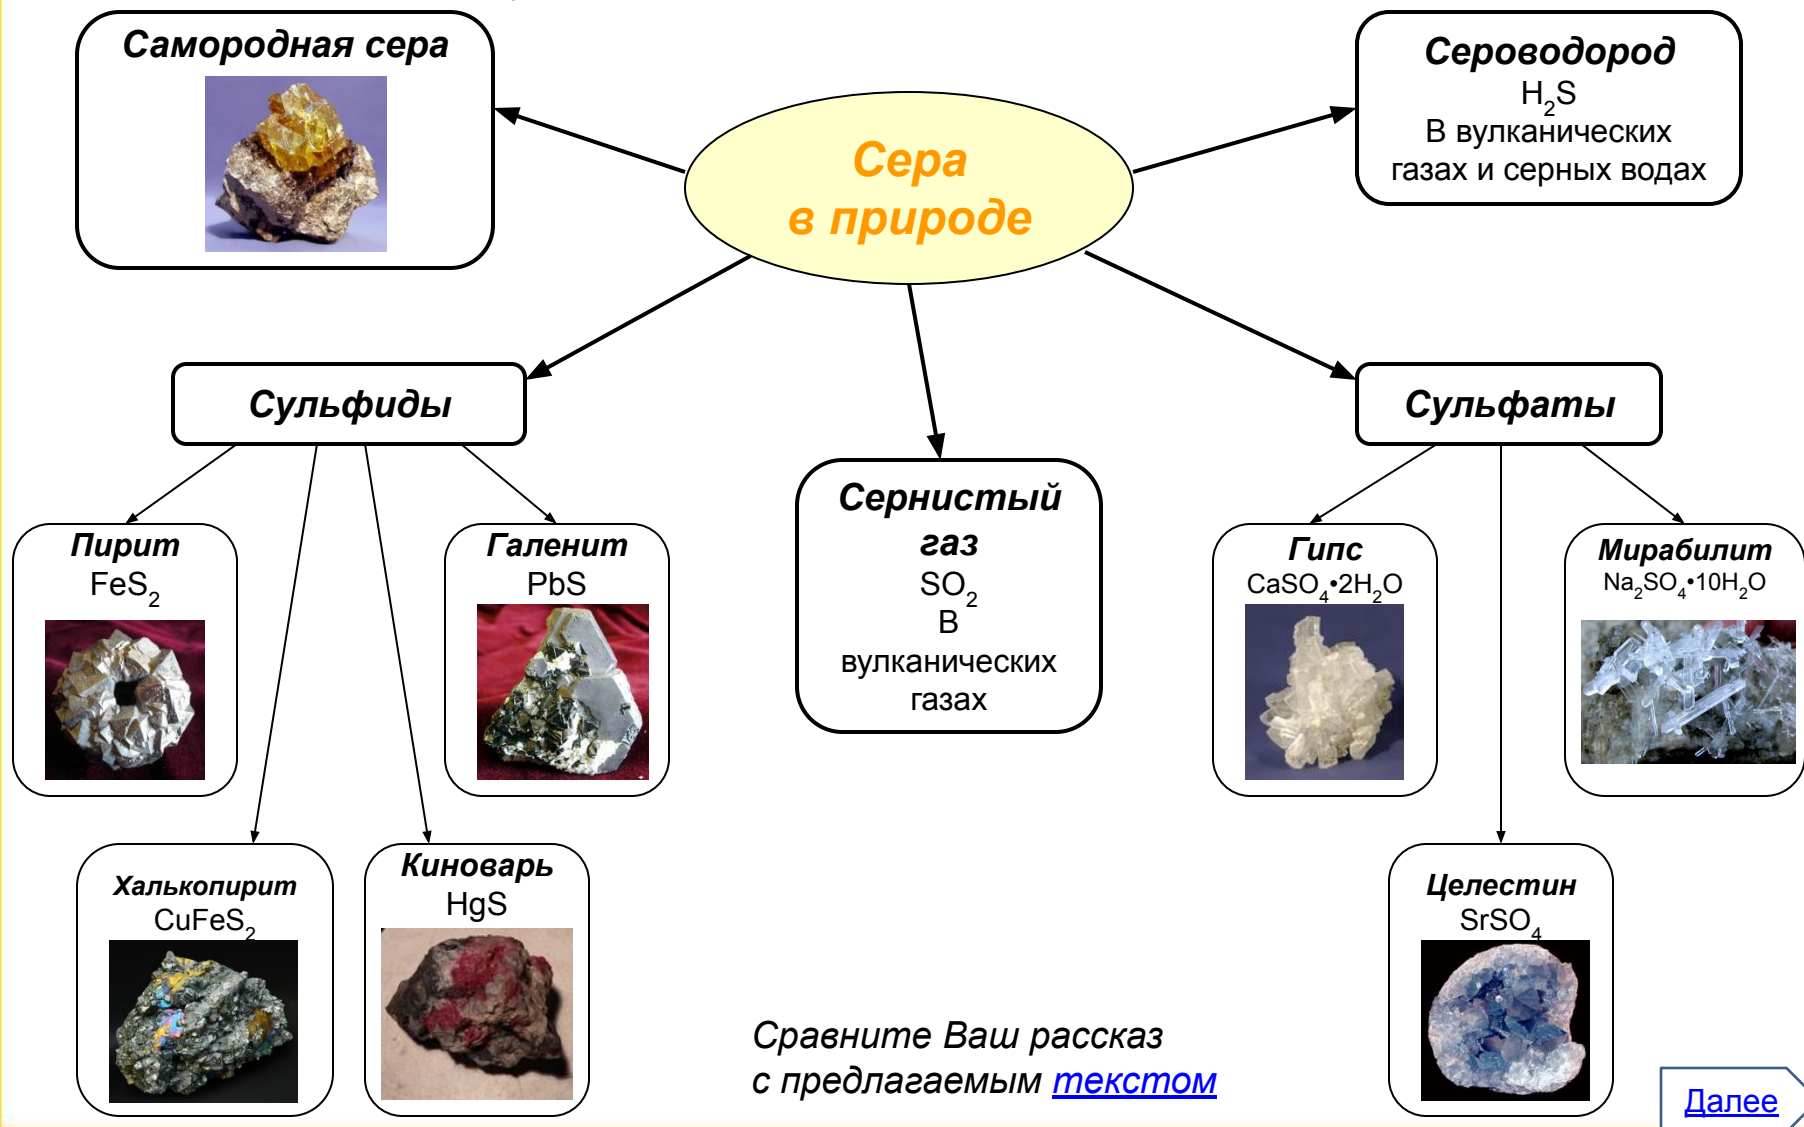 Самородная сера
Сероводород
H₂S
В вулканических
газах и серных водах
Сера
в природе
Сульфиды
Сульфаты
Сернистый
газ
SO₂
В
вулканических
газах
Пирит
FeS₂
Галенит
PbS
Гипс
CaSO₄•2H₂O
Мирабилит
Na₂SO₄•10H₂O
Халькопирит
CuFeS₂
Киноварь
HgS
Целестин
SrSO₄
Сравните Ваш рассказ
с предлагаемым текстом
Далее